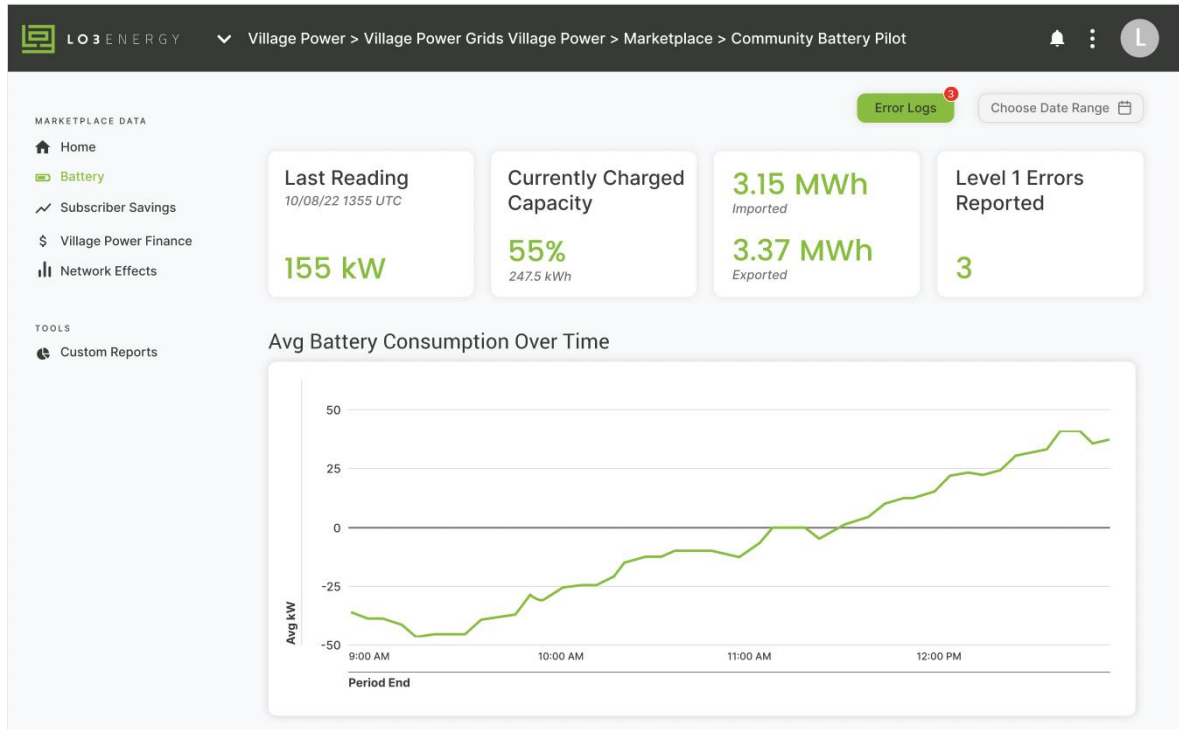 LO3ENERGY
Village Power > Village Power Grids Village Power > Marketplace > Community Battery Pilot
L
Error Logs
3
Choose Date Range
MARKETPLACE DATA
Home
Battery
Subscriber Savings
$ Village Power Finance
Network Effects
TOOLS
Custom Reports
Last Reading
10/08/22 1355 UTC
155 kW
Currently Charged
Capacity
55%
247.5 kWh
3.15 MWh
Imported
3.37 MWh
Exported
Level 1 Errors
Reported
3
Avg Battery Consumption Over Time
50
25
0
-25
-50
Avg kW
9:00 AM
10:00 AM
11:00 AM
12:00 PM
Period End